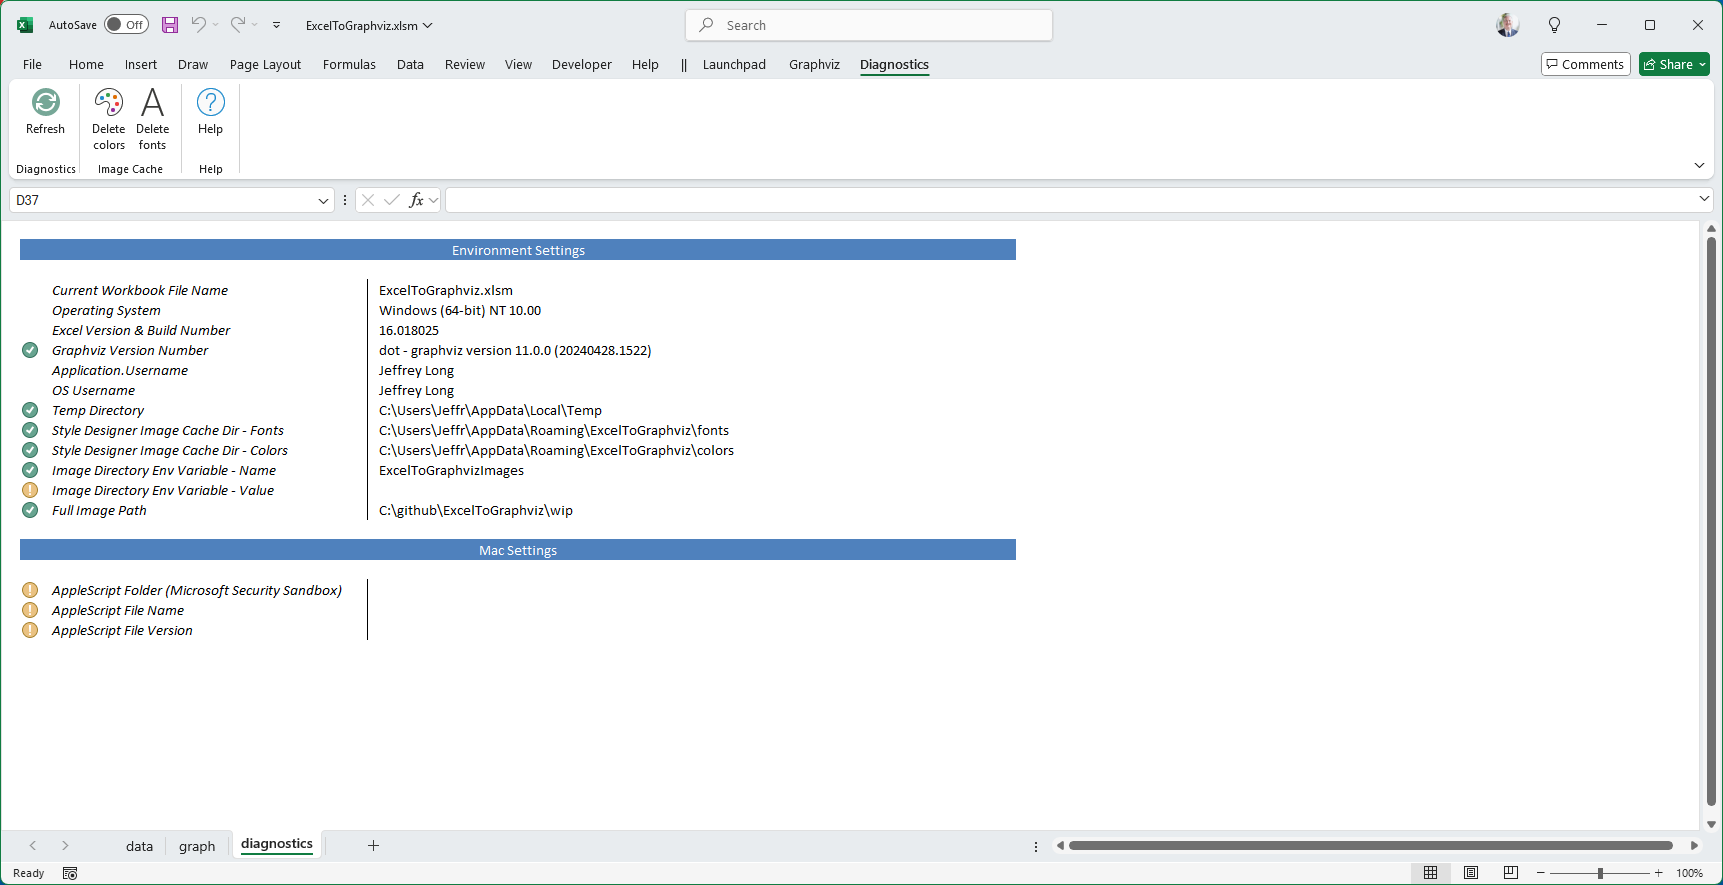 AutoSave Off ExcelToGraphviz.xlsm Search
File Home Insert Draw Page Layout Formulas Data Review View Developer Help || Launchpad Graphviz Diagnostics Comments Share
Refresh Delete colors Delete fonts Help
Diagnostics Image Cache Help
D37 fx
Environment Settings
Current Workbook File Name ExcelToGraphviz.xlsm
Operating System Windows (64-bit) NT 10.00
Excel Version & Build Number 16.018025
Graphviz Version Number dot - graphviz version 11.0.0 (20240428.1522)
Application.Username Jeffrey Long
OS Username Jeffrey Long
Temp Directory C:\Users\Jeffr\AppData\Local\Temp
Style Designer Image Cache Dir - Fonts C:\Users\Jeffr\AppData\Roaming\ExcelToGraphviz\fonts
Style Designer Image Cache Dir - Colors C:\Users\Jeffr\AppData\Roaming\ExcelToGraphviz\colors
Image Directory Env Variable - Name ExcelToGraphvizImages
Image Directory Env Variable - Value
Full Image Path C:\github\ExcelToGraphviz\wip
Mac Settings
AppleScript Folder (Microsoft Security Sandbox)
AppleScript File Name
AppleScript File Version
data graph diagnostics
Ready 100%